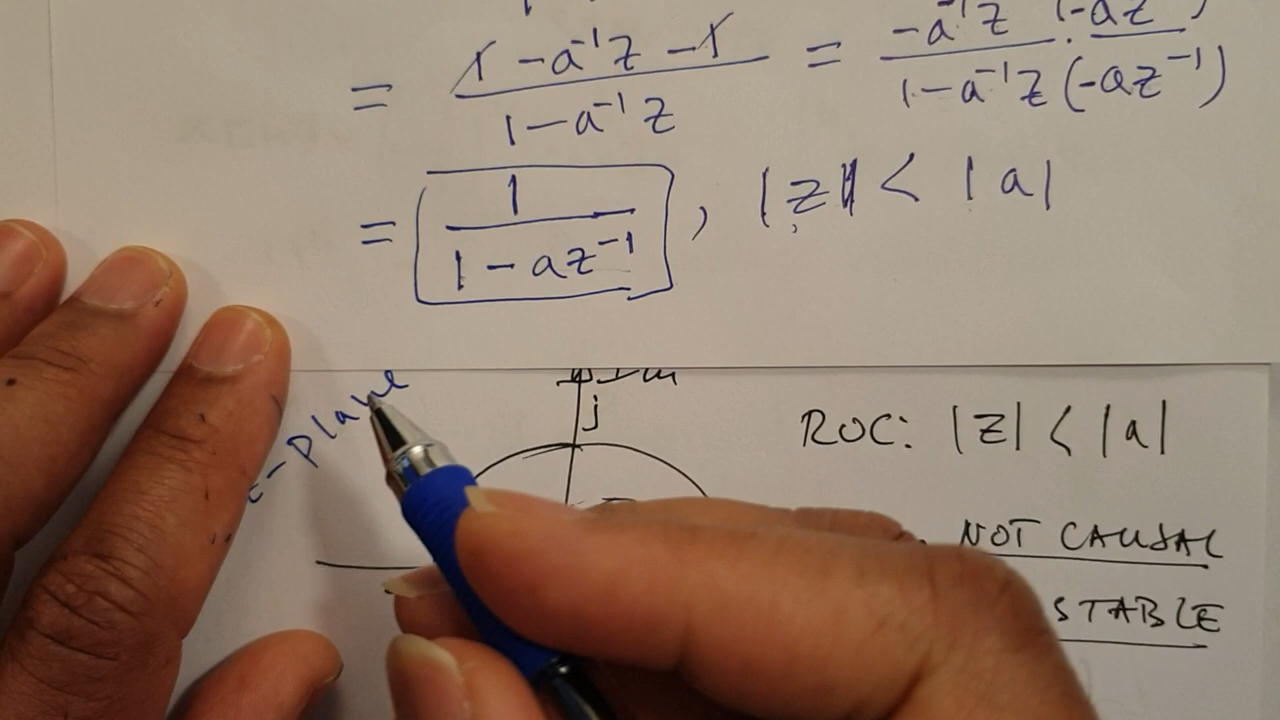 = (1 - a⁻¹z - 1) / (1 - a⁻¹z) = (-a⁻¹z / (1 - a⁻¹z)) · ((-az⁻¹) / (-az⁻¹))
= 1 / (1 - az⁻¹) , |z| < |a|
Im
z-plane
j
ROC: |z| < |a|
NOT CAUSAL
STABLE